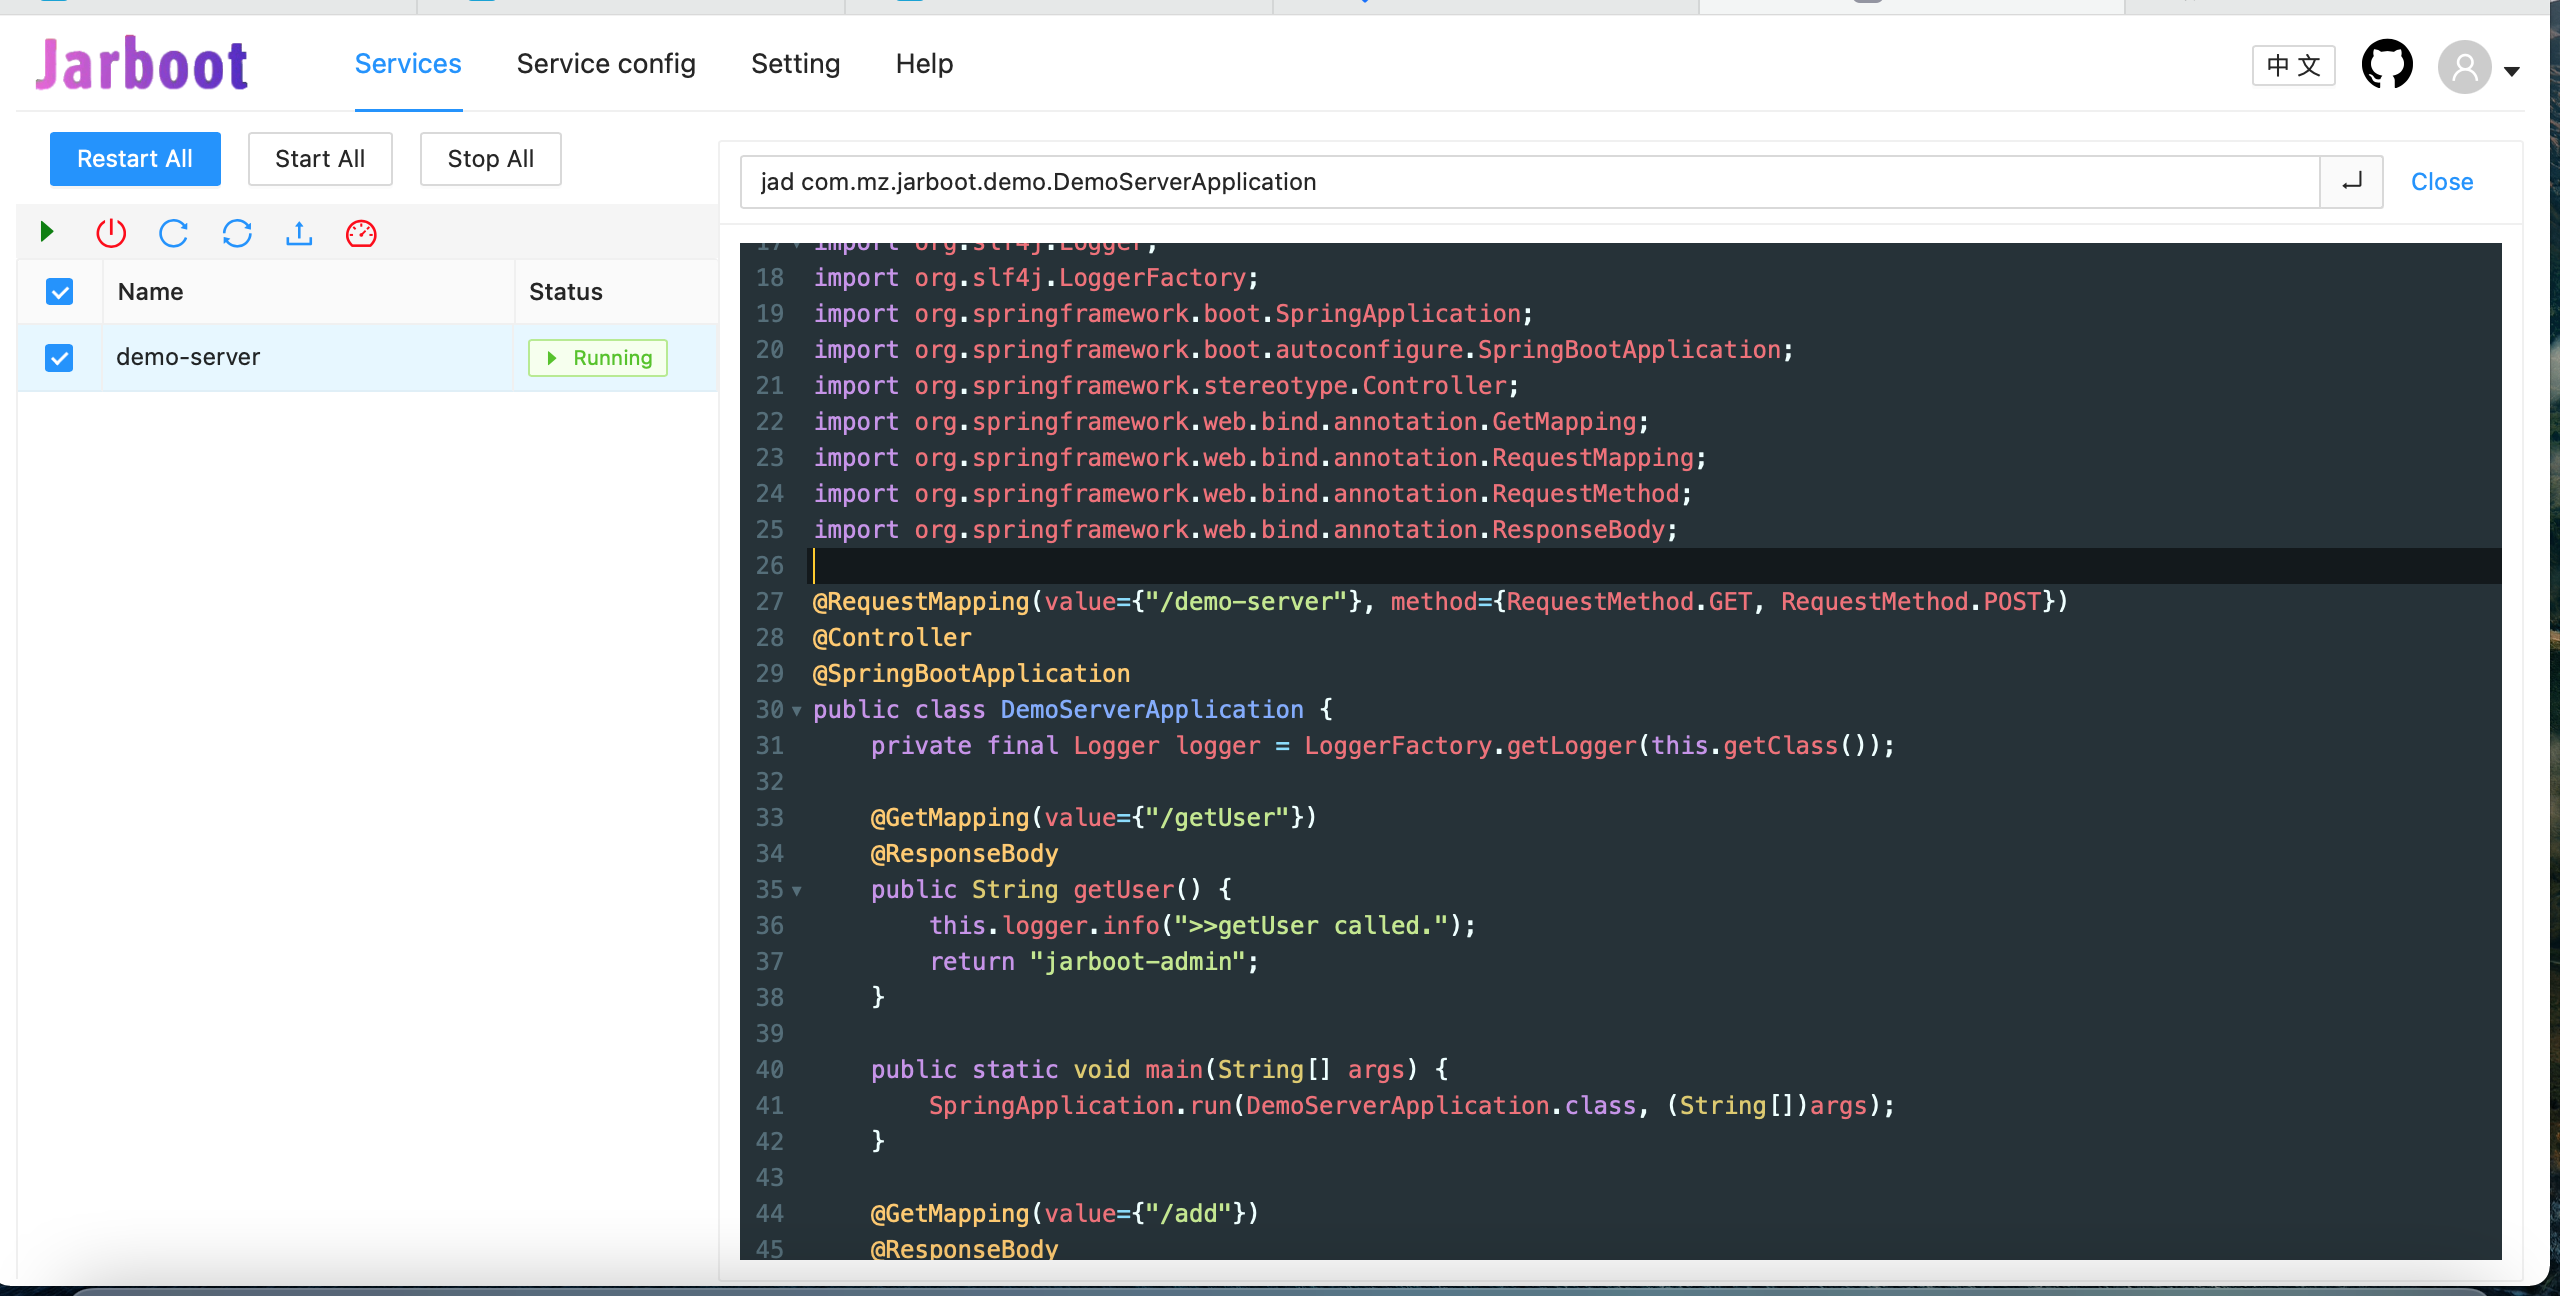 Jarboot
Services
Service config
Setting
Help
中 文
Restart All
Start All
Stop All
jad com.mz.jarboot.demo.DemoServerApplication
Close
Name
Status
demo-server
Running
17 import org.slf4j.Logger;
18 import org.slf4j.LoggerFactory;
19 import org.springframework.boot.SpringApplication;
20 import org.springframework.boot.autoconfigure.SpringBootApplication;
21 import org.springframework.stereotype.Controller;
22 import org.springframework.web.bind.annotation.GetMapping;
23 import org.springframework.web.bind.annotation.RequestMapping;
24 import org.springframework.web.bind.annotation.RequestMethod;
25 import org.springframework.web.bind.annotation.ResponseBody;
26
27 @RequestMapping(value={"/demo-server"}, method={RequestMethod.GET, RequestMethod.POST})
28 @Controller
29 @SpringBootApplication
30 public class DemoServerApplication {
31     private final Logger logger = LoggerFactory.getLogger(this.getClass());
32
33     @GetMapping(value={"/getUser"})
34     @ResponseBody
35     public String getUser() {
36         this.logger.info(">>getUser called.");
37         return "jarboot-admin";
38     }
39
40     public static void main(String[] args) {
41         SpringApplication.run(DemoServerApplication.class, (String[])args);
42     }
43
44     @GetMapping(value={"/add"})
45     @ResponseBody